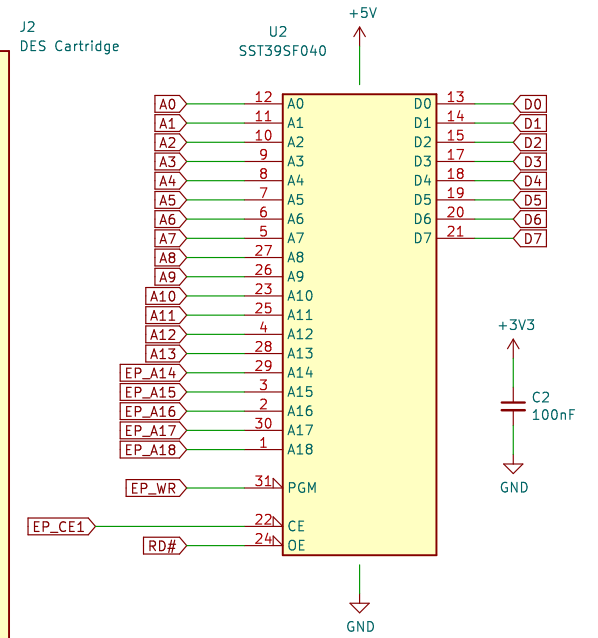 J2
DES Cartridge
U2
SST39SF040
+5V
A0 12 A0 D0 13 D0
A1 11 A1 D1 14 D1
A2 10 A2 D2 15 D2
A3 9 A3 D3 17 D3
A4 8 A4 D4 18 D4
A5 7 A5 D5 19 D5
A6 6 A6 D6 20 D6
A7 5 A7 D7 21 D7
A8 27 A8
A9 26 A9
A10 23 A10
A11 25 A11
A12 4 A12
A13 28 A13
EP_A14 29 A14
EP_A15 3 A15
EP_A16 2 A16
EP_A17 30 A17
EP_A18 1 A18
EP_WR 31 PGM
EP_CE1 22 CE
RD# 24 OE
GND
+3V3
C2
100nF
GND